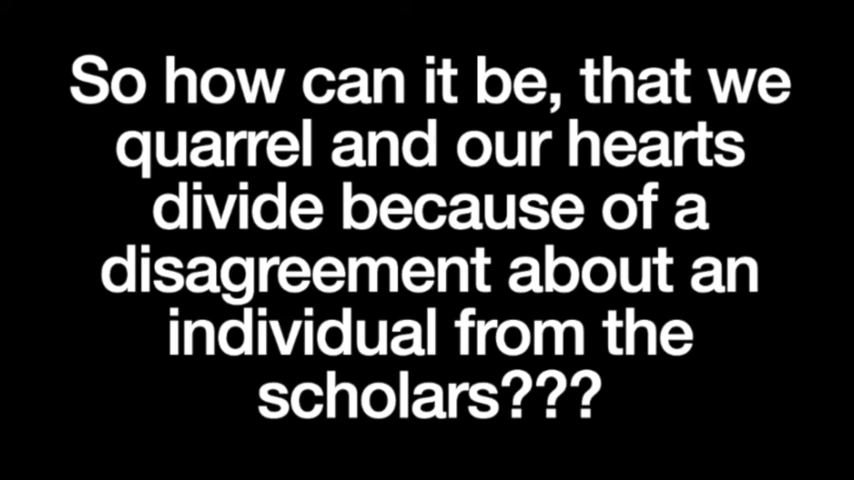 So how can it be, that we
quarrel and our hearts
divide because of a
disagreement about an
individual from the
scholars???